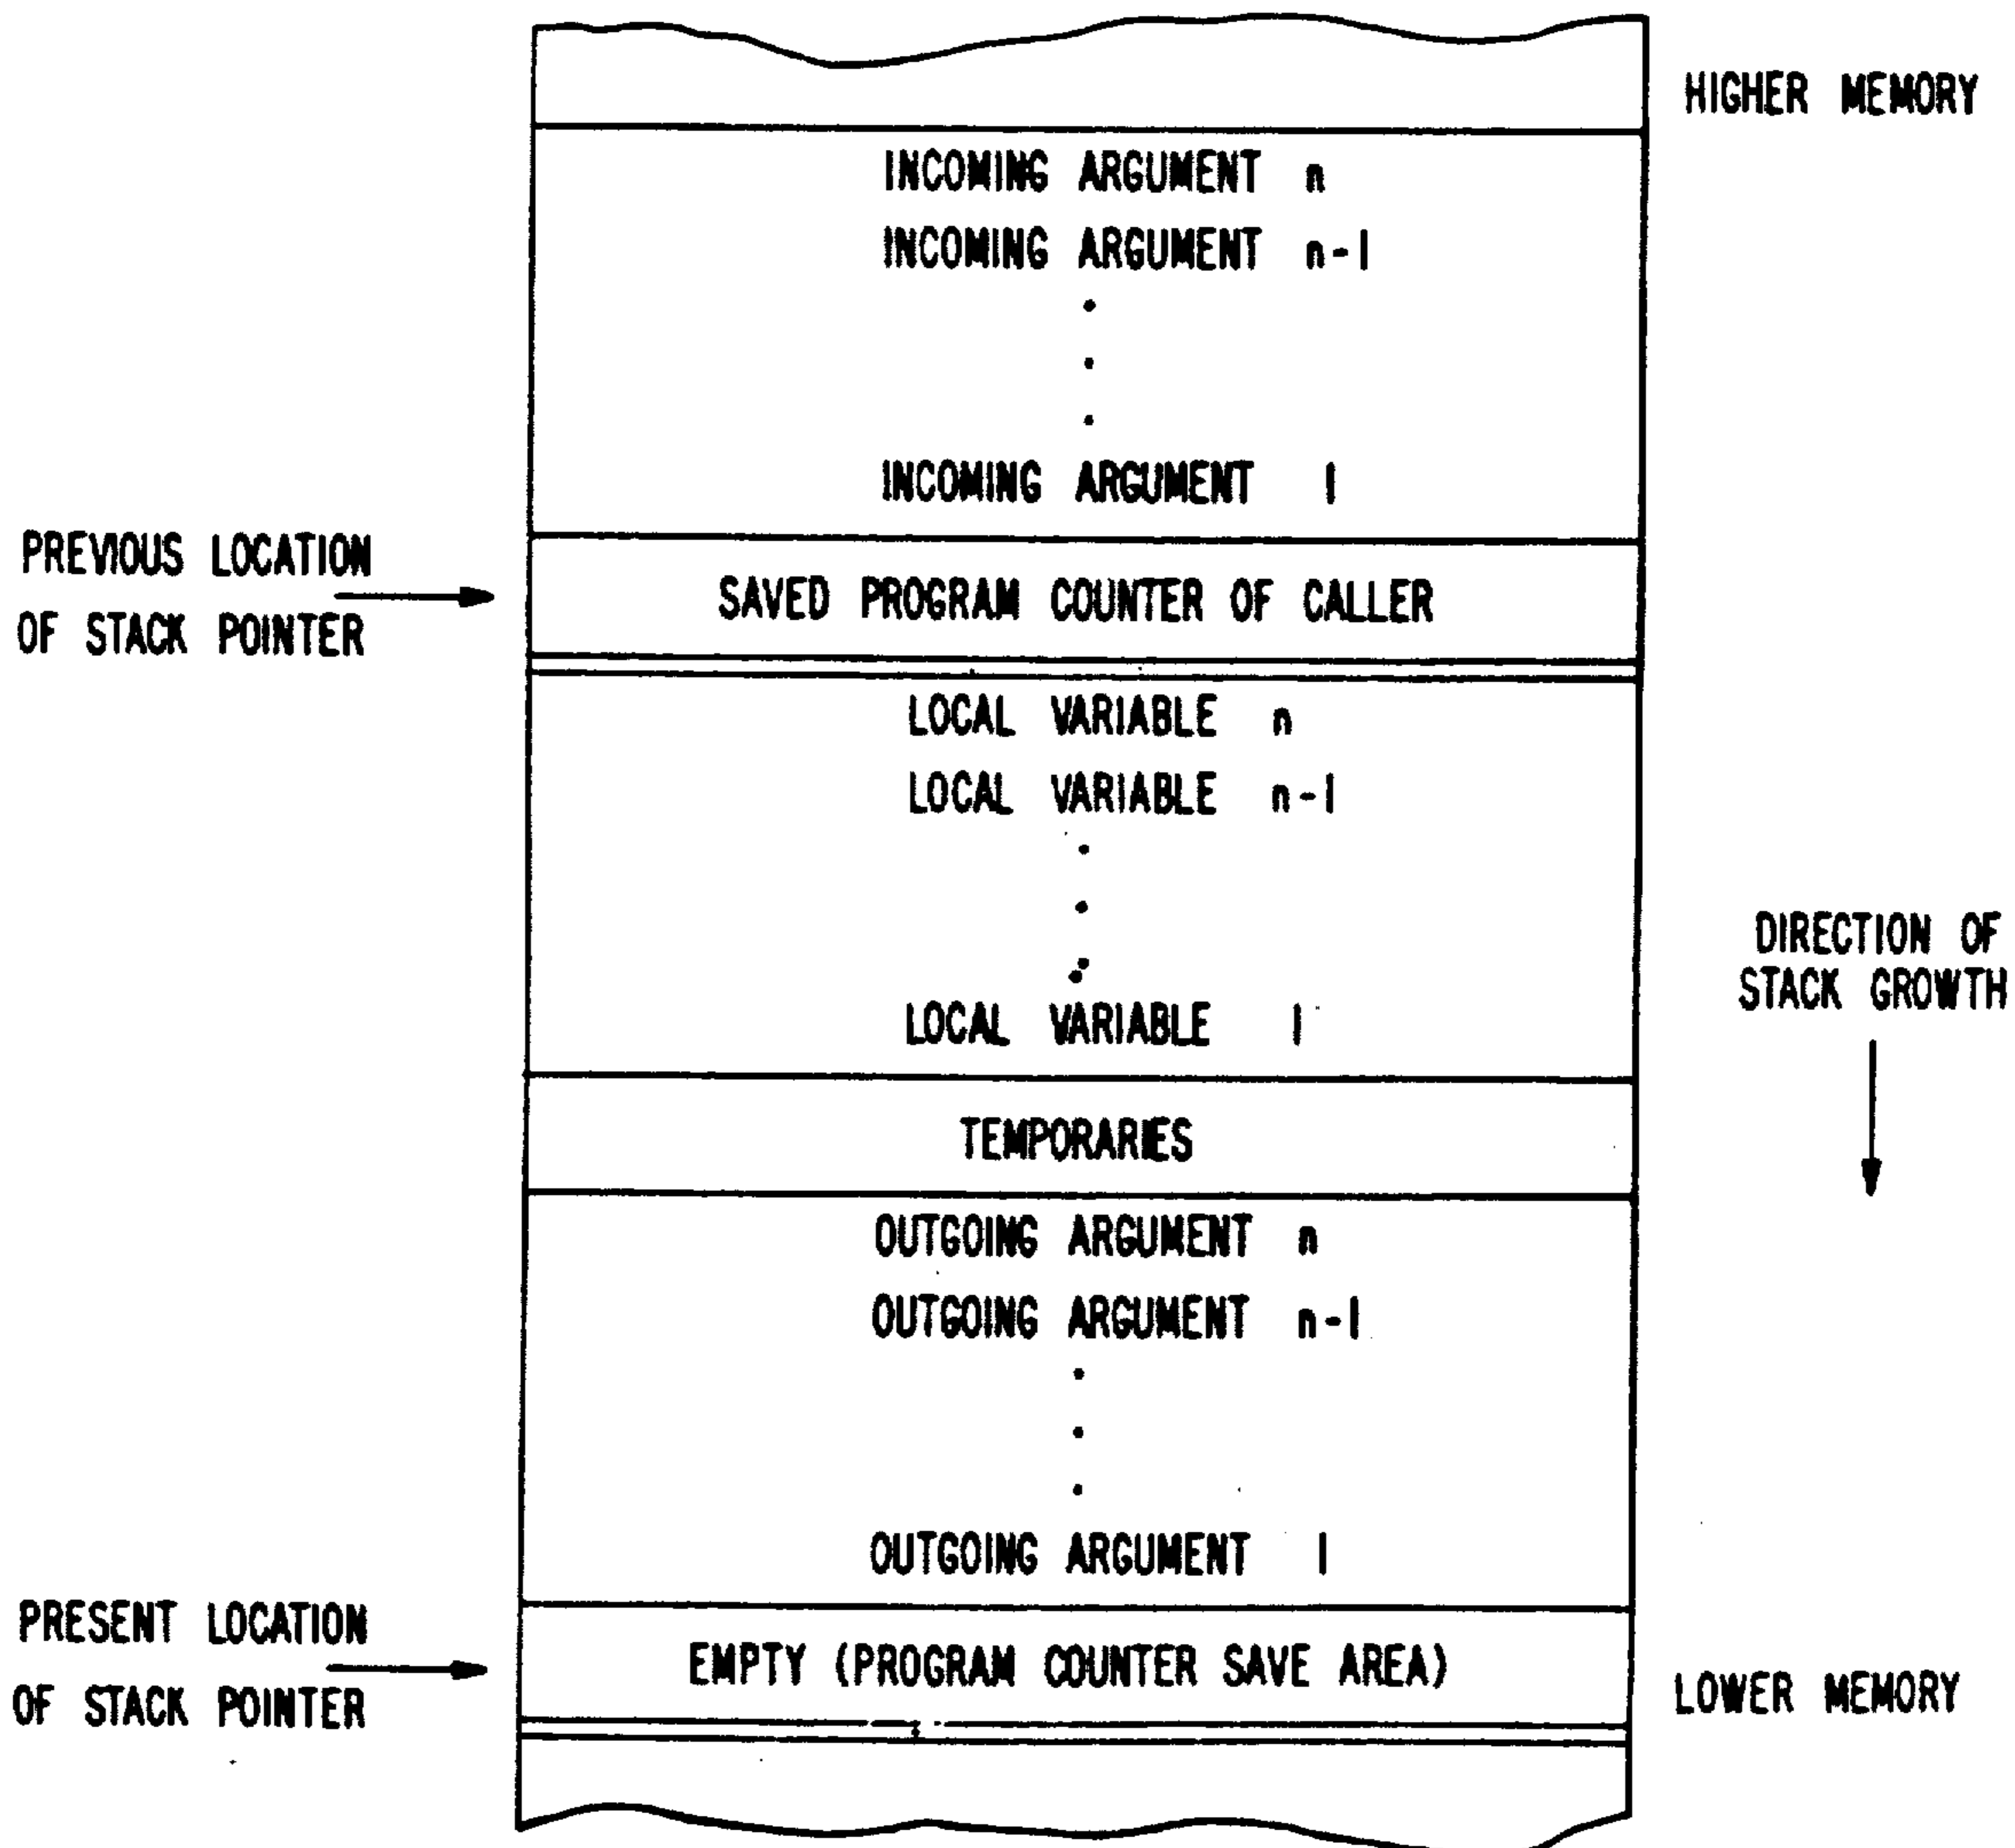 HIGHER MEMORY
INCOMING ARGUMENT n
INCOMING ARGUMENT n-1
INCOMING ARGUMENT 1
PREVIOUS LOCATION
OF STACK POINTER
SAVED PROGRAM COUNTER OF CALLER
LOCAL VARIABLE n
LOCAL VARIABLE n-1
LOCAL VARIABLE 1
DIRECTION OF
STACK GROWTH
TEMPORARIES
OUTGOING ARGUMENT n
OUTGOING ARGUMENT n-1
OUTGOING ARGUMENT 1
PRESENT LOCATION
OF STACK POINTER
EMPTY (PROGRAM COUNTER SAVE AREA)
LOWER MEMORY